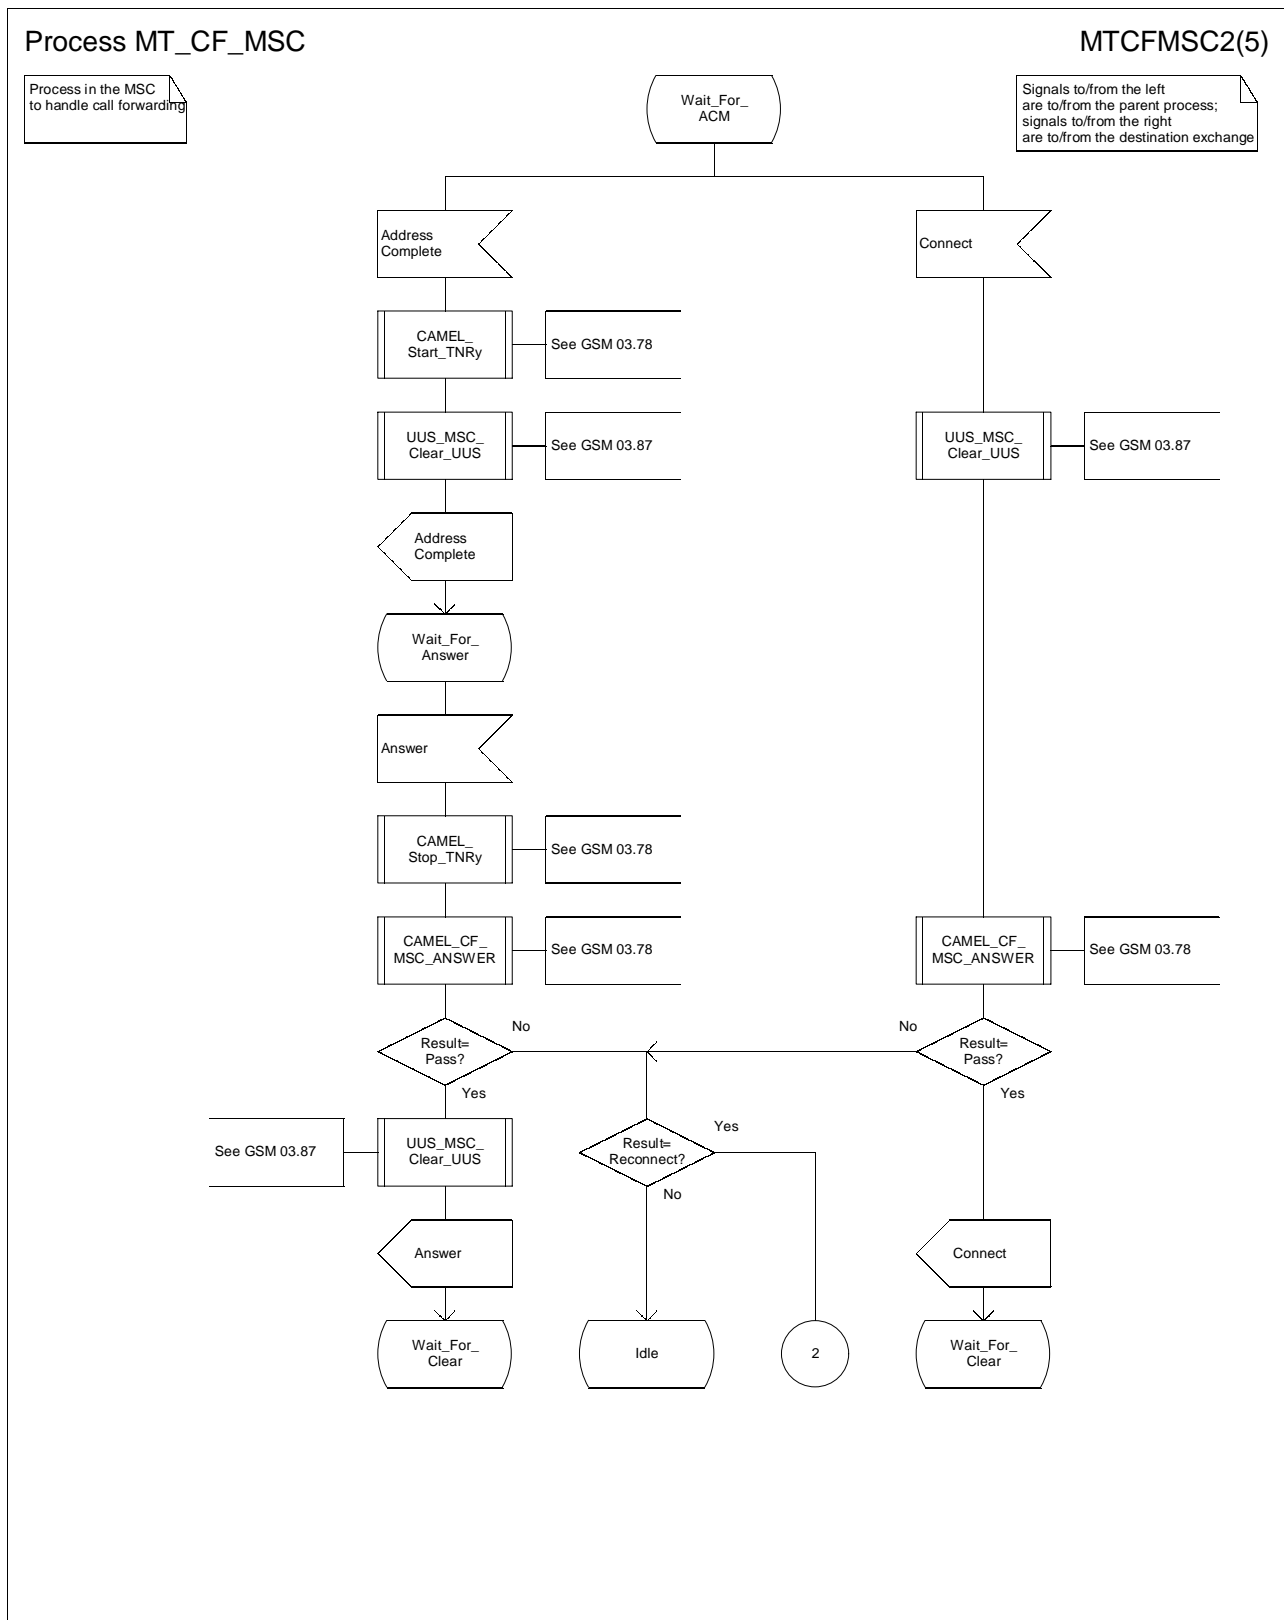 Process MT_CF_MSC
MTCFMSC2(5)
Process in the MSC
to handle call forwarding
Signals to/from the left
are to/from the parent process;
signals to/from the right
are to/from the destination exchange
Wait_For_
ACM
Address
Complete
Connect
CAMEL_
Start_TNRy
See GSM 03.78
UUS_MSC_
Clear_UUS
See GSM 03.87
UUS_MSC_
Clear_UUS
See GSM 03.87
Address
Complete
Wait_For_
Answer
Answer
CAMEL_
Stop_TNRy
See GSM 03.78
CAMEL_CF_
MSC_ANSWER
See GSM 03.78
CAMEL_CF_
MSC_ANSWER
See GSM 03.78
No
No
Result=
Pass?
Result=
Pass?
Yes
Yes
See GSM 03.87
UUS_MSC_
Clear_UUS
Result=
Reconnect?
Yes
No
Answer
Connect
Wait_For_
Clear
Idle
2
Wait_For_
Clear